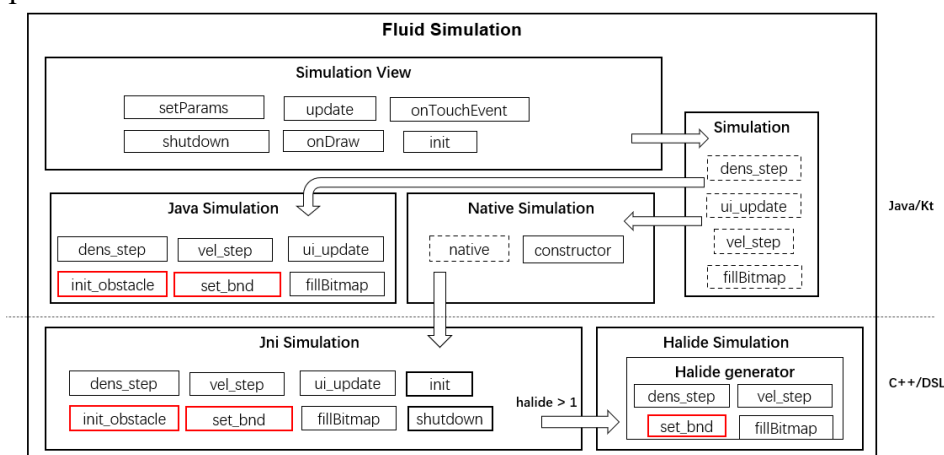 Fluid Simulation
Simulation View
setParams update onTouchEvent
shutdown onDraw init
Simulation
dens_step
ui_update
vel_step
fillBitmap
Java/Kt
Java Simulation
dens_step vel_step ui_update
init_obstacle set_bnd fillBitmap
Native Simulation
native constructor
Jni Simulation
dens_step vel_step ui_update init
init_obstacle set_bnd fillBitmap shutdown
halide > 1
Halide Simulation
Halide generator
dens_step vel_step
set_bnd fillBitmap
C++/DSL